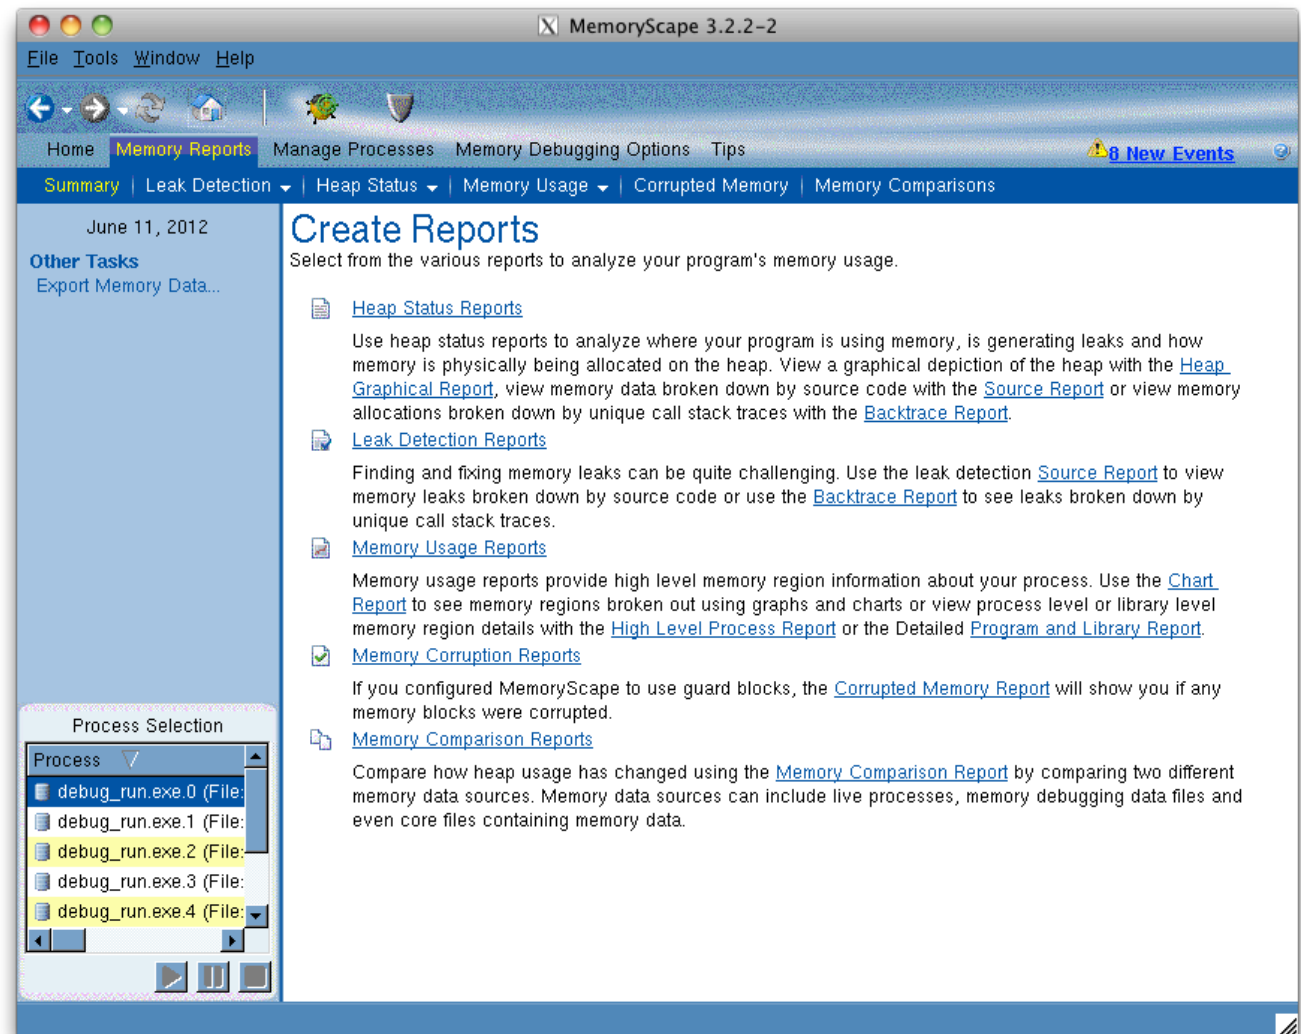 MemoryScape 3.2.2-2
File Tools Window Help
Home Memory Reports Manage Processes Memory Debugging Options Tips 8 New Events
Summary | Leak Detection | Heap Status | Memory Usage | Corrupted Memory | Memory Comparisons
June 11, 2012
Other Tasks
Export Memory Data...
Create Reports
Select from the various reports to analyze your program's memory usage.
Heap Status Reports
Use heap status reports to analyze where your program is using memory, is generating leaks and how
memory is physically being allocated on the heap. View a graphical depiction of the heap with the Heap
Graphical Report, view memory data broken down by source code with the Source Report or view memory
allocations broken down by unique call stack traces with the Backtrace Report.
Leak Detection Reports
Finding and fixing memory leaks can be quite challenging. Use the leak detection Source Report to view
memory leaks broken down by source code or use the Backtrace Report to see leaks broken down by
unique call stack traces.
Memory Usage Reports
Memory usage reports provide high level memory region information about your process. Use the Chart
Report to see memory regions broken out using graphs and charts or view process level or library level
memory region details with the High Level Process Report or the Detailed Program and Library Report.
Memory Corruption Reports
If you configured MemoryScape to use guard blocks, the Corrupted Memory Report will show you if any
memory blocks were corrupted.
Memory Comparison Reports
Compare how heap usage has changed using the Memory Comparison Report by comparing two different
memory data sources. Memory data sources can include live processes, memory debugging data files and
even core files containing memory data.
Process Selection
Process
debug_run.exe.0 (File:
debug_run.exe.1 (File:
debug_run.exe.2 (File:
debug_run.exe.3 (File:
debug_run.exe.4 (File: